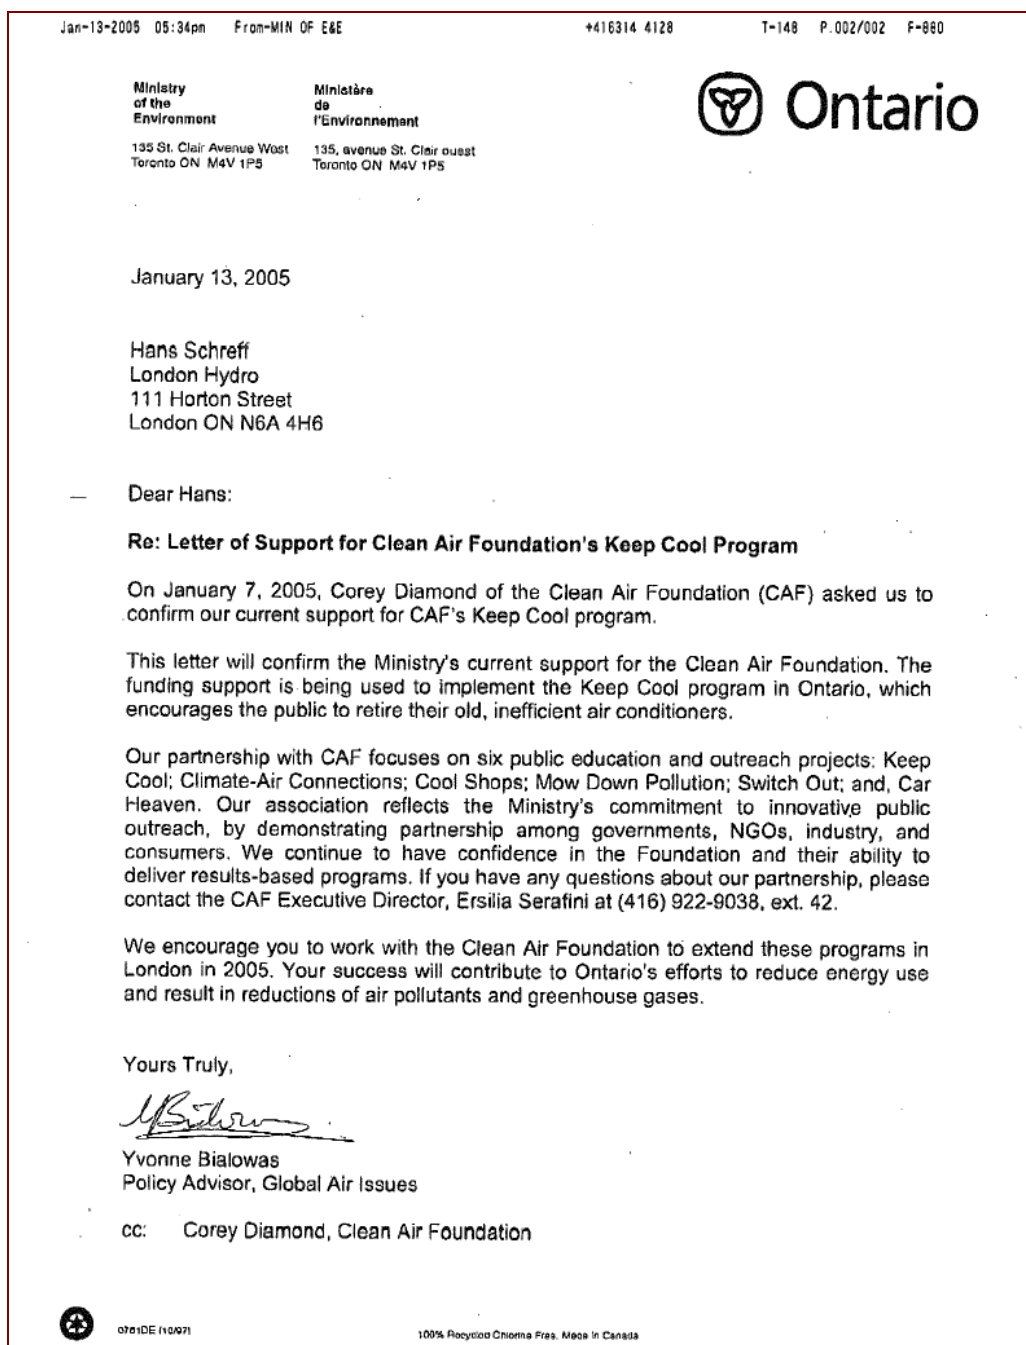 Jan-13-2005 05:34pm From-MIN OF E&E +416314 4128 T-148 P.002/002 F-880
Ministry
of the
Environment
135 St. Clair Avenue West
Toronto ON M4V 1P5
Ministère
de
l'Environnement
135, avenue St. Clair ouest
Toronto ON M4V 1P5
Ontario
January 13, 2005
Hans Schreff
London Hydro
111 Horton Street
London ON N6A 4H6
Dear Hans:
Re: Letter of Support for Clean Air Foundation's Keep Cool Program
On January 7, 2005, Corey Diamond of the Clean Air Foundation (CAF) asked us to
confirm our current support for CAF's Keep Cool program.
This letter will confirm the Ministry's current support for the Clean Air Foundation. The
funding support is being used to implement the Keep Cool program in Ontario, which
encourages the public to retire their old, inefficient air conditioners.
Our partnership with CAF focuses on six public education and outreach projects: Keep
Cool; Climate-Air Connections; Cool Shops; Mow Down Pollution; Switch Out; and, Car
Heaven. Our association reflects the Ministry's commitment to innovative public
outreach, by demonstrating partnership among governments, NGOs, industry, and
consumers. We continue to have confidence in the Foundation and their ability to
deliver results-based programs. If you have any questions about our partnership, please
contact the CAF Executive Director, Ersilia Serafini at (416) 922-9038, ext. 42.
We encourage you to work with the Clean Air Foundation to extend these programs in
London in 2005. Your success will contribute to Ontario's efforts to reduce energy use
and result in reductions of air pollutants and greenhouse gases.
Yours Truly,
Yvonne Bialowas
Policy Advisor, Global Air Issues
cc: Corey Diamond, Clean Air Foundation
0761DE (10/97)
100% Recycled Chlorine Free. Made in Canada